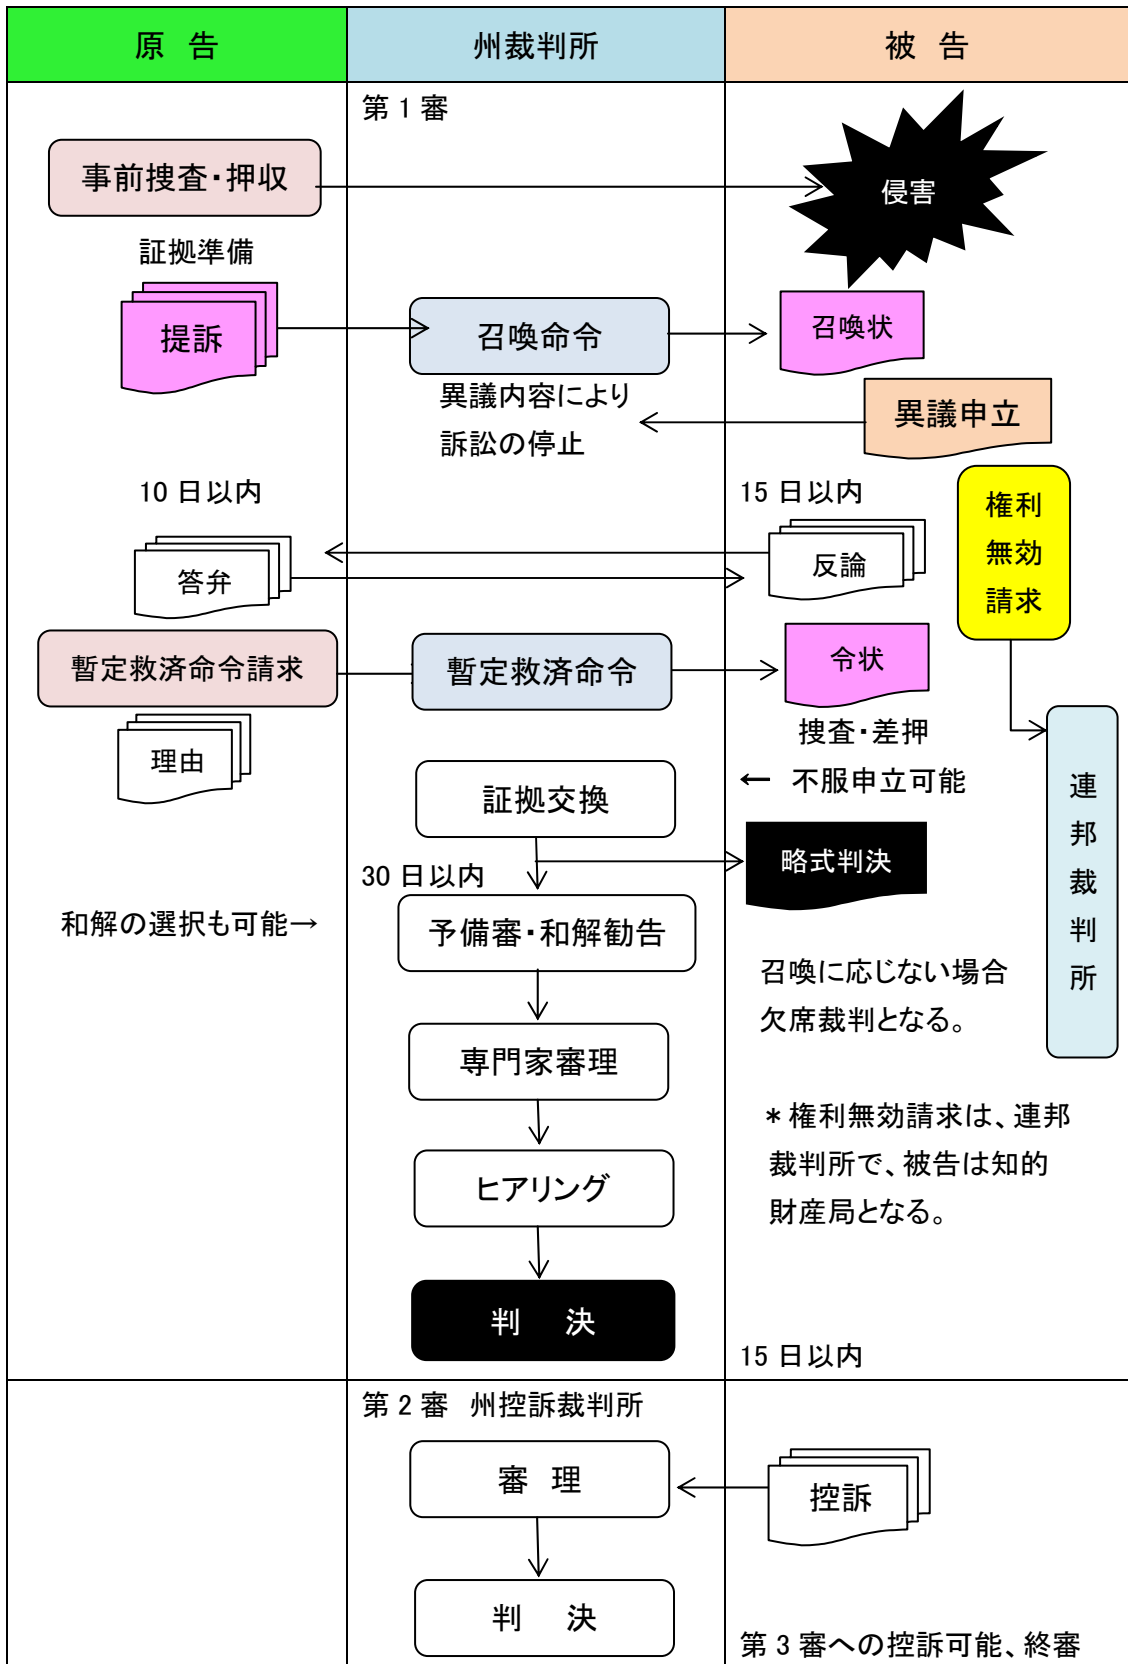 原 告
州裁判所
被 告
第 1 審
事前捜査・押収
侵害
証拠準備
提訴
召喚命令
召喚状
異議内容により
訴訟の停止
異議申立
10 日以内
15 日以内
権利
無効
請求
答弁
反論
暫定救済命令請求
暫定救済命令
令状
理由
捜査・差押
証拠交換
← 不服申立可能
連
邦
裁
判
所
略式判決
30 日以内
和解の選択も可能→
予備審・和解勧告
召喚に応じない場合
欠席裁判となる。
専門家審理
＊権利無効請求は、連邦
裁判所で、被告は知的
財産局となる。
ヒアリング
判 決
15 日以内
第 2 審 州控訴裁判所
審 理
控訴
判 決
第 3 審への控訴可能、終審